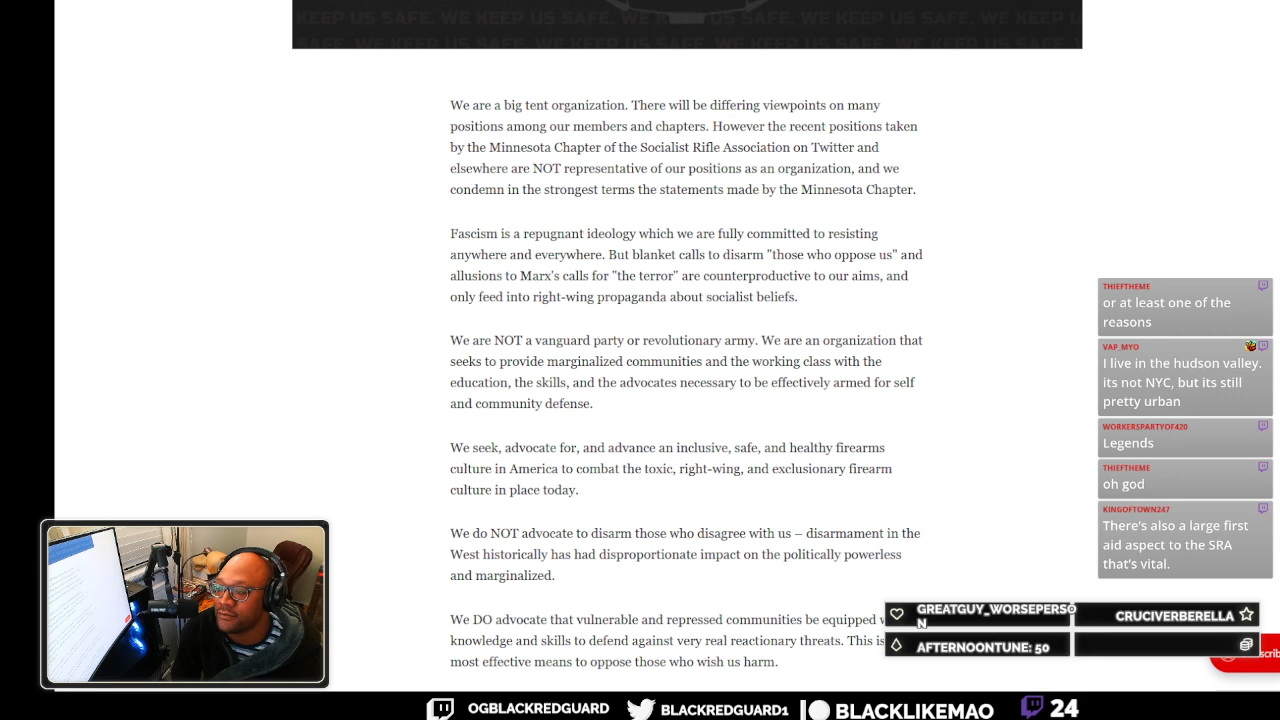 KEEP US SAFE. WE KEEP US SAFE. WE KEEP US SAFE. WE KEEP US SAFE. WE KEEP U
SAFE. WE KEEP US SAFE. WE KEEP US SAFE. WE KEEP US SAFE. WE KEEP US
We are a big tent organization. There will be differing viewpoints on many
positions among our members and chapters. However the recent positions taken
by the Minnesota Chapter of the Socialist Rifle Association on Twitter and
elsewhere are NOT representative of our positions as an organization, and we
condemn in the strongest terms the statements made by the Minnesota Chapter.
Fascism is a repugnant ideology which we are fully committed to resisting
anywhere and everywhere. But blanket calls to disarm "those who oppose us" and
allusions to Marx's calls for "the terror" are counterproductive to our aims, and
only feed into right-wing propaganda about socialist beliefs.
We are NOT a vanguard party or revolutionary army. We are an organization that
seeks to provide marginalized communities and the working class with the
education, the skills, and the advocates necessary to be effectively armed for self
and community defense.
We seek, advocate for, and advance an inclusive, safe, and healthy firearms
culture in America to combat the toxic, right-wing, and exclusionary firearm
culture in place today.
We do NOT advocate to disarm those who disagree with us – disarmament in the
West historically has had disproportionate impact on the politically powerless
and marginalized.
We DO advocate that vulnerable and repressed communities be equipped
knowledge and skills to defend against very real reactionary threats. This is
most effective means to oppose those who wish us harm.
THIEFTHEME
or at least one of the
reasons
VAP_MYO
I live in the hudson valley.
its not NYC, but its still
pretty urban
WORKERSPARTYOF420
Legends
THIEFTHEME
oh god
KINGOFTOWN247
There's also a large first
aid aspect to the SRA
that's vital.
GREATGUY_WORSEPERSO
N
CRUCIVERBERELLA
AFTERNOONTUNE: 50
OGBLACKREDGUARD
BLACKREDGUARD1
BLACKLIKEMAO
24